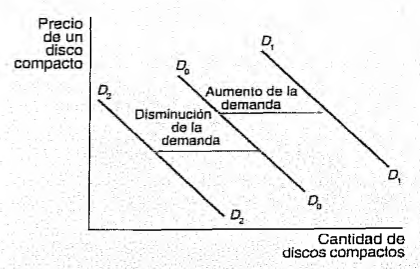 Precio
de un
disco
compacto
D₁
D₀
Aumento de la
demanda
D₂
Disminución
de la
demanda
D₁
D₀
D₂
Cantidad de
discos compactos